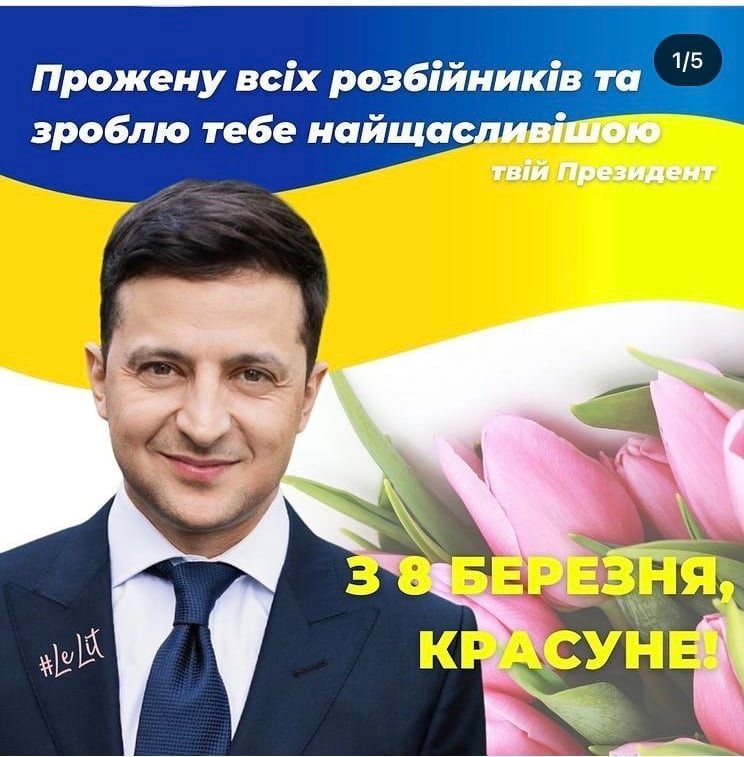 1/5
Прожену всіх розбійників та
зроблю тебе найщасливішою
твій Президент
#LeLit
З 8 БЕРЕЗНЯ,
КРАСУНЕ!